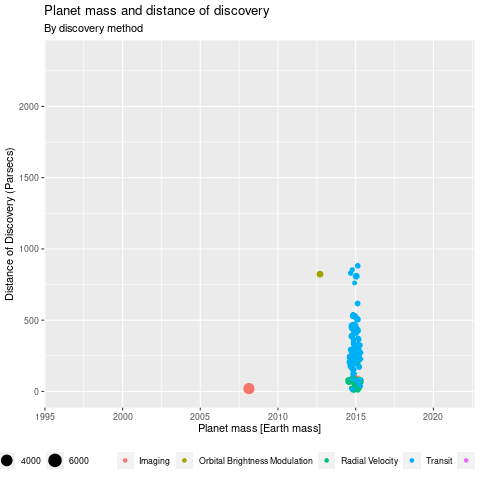 Planet mass and distance of discovery
By discovery method
Distance of Discovery (Parsecs)
2000
1500
1000
500
0
1995
2000
2005
2010
2015
2020
Planet mass [Earth mass]
4000
6000
Imaging
Orbital Brightness Modulation
Radial Velocity
Transit